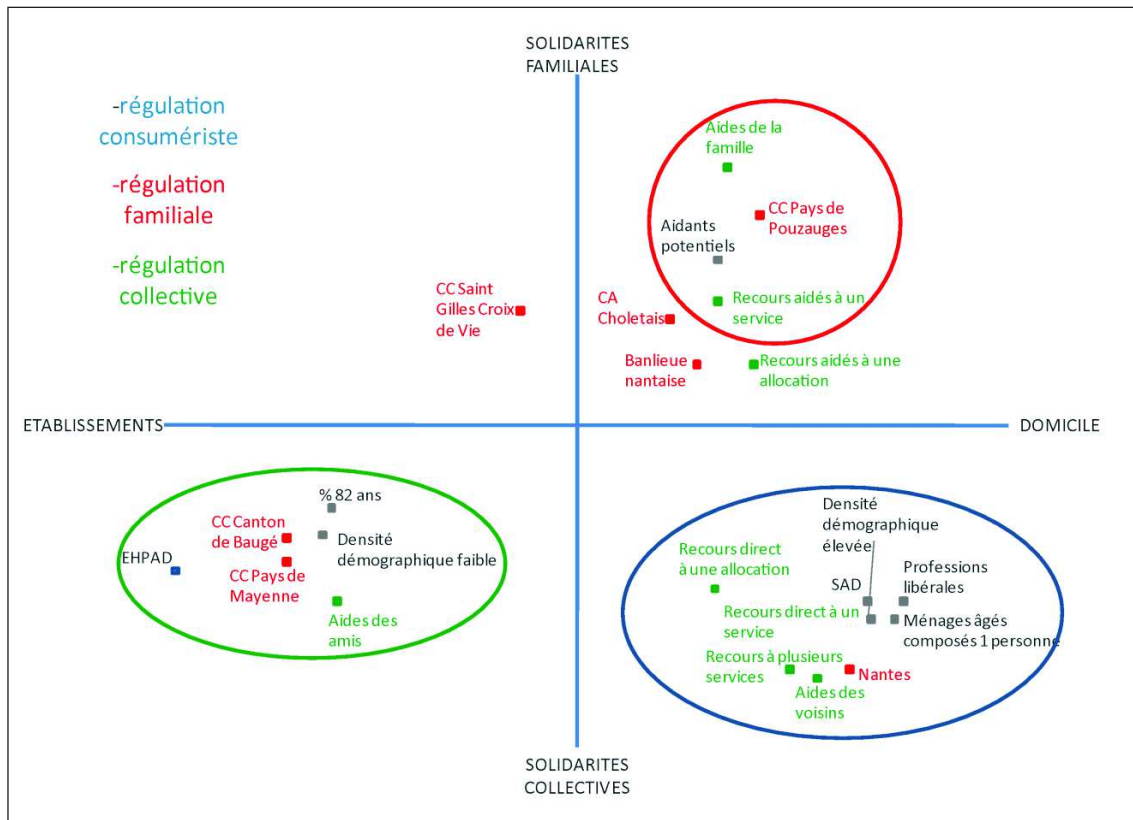 SOLIDARITES
FAMILIALES
-régulation
consumériste
-régulation
familiale
-régulation
collective
Aides de la
famille
CC Pays de
Pouzauges
Aidants
potentiels
CC Saint
Gilles Croix
de Vie
CA
Choletais
Recours aidés à un
service
Banlieue
nantaise
Recours aidés à une
allocation
ETABLISSEMENTS
DOMICILE
% 82 ans
CC Canton
de Baugé
Densité
démographique faible
EHPAD
CC Pays de
Mayenne
Aides des
amis
Densité
démographique
élevée
Recours direct
à une allocation
SAD
Professions
libérales
Recours direct à un
service
Ménages âgés
composés 1 personne
Recours à plusieurs
services
Nantes
Aides des
voisins
SOLIDARITES
COLLECTIVES